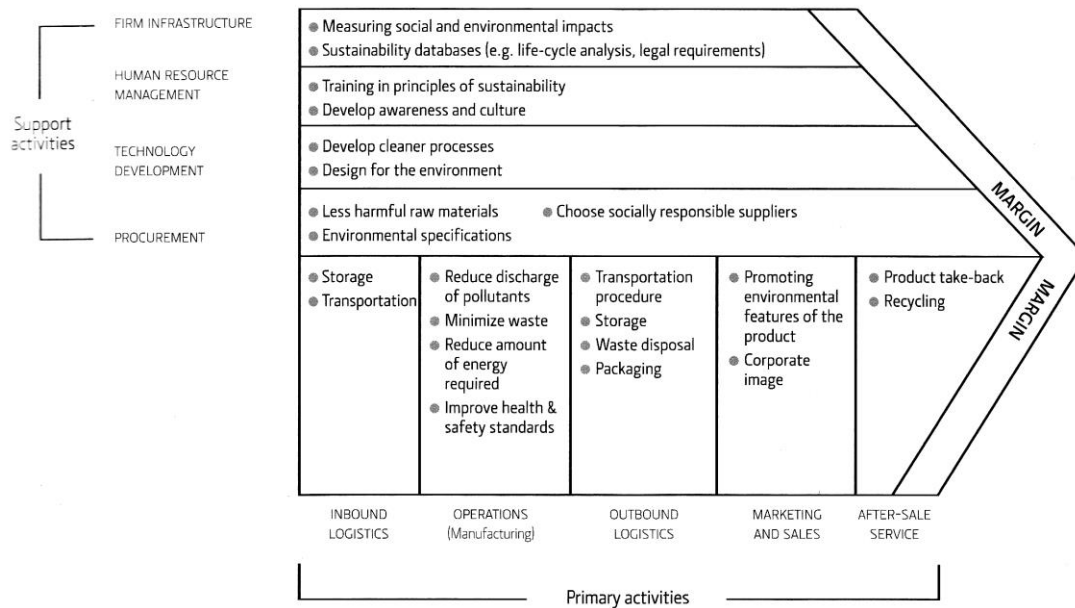 FIRM INFRASTRUCTURE
Measuring social and environmental impacts
Sustainability databases (e.g. life-cycle analysis, legal requirements)
HUMAN RESOURCE
MANAGEMENT
Training in principles of sustainability
Develop awareness and culture
Support
activities
TECHNOLOGY
DEVELOPMENT
Develop cleaner processes
Design for the environment
PROCUREMENT
Less harmful raw materials
Choose socially responsible suppliers
Environmental specifications
MARGIN
MARGIN
Storage
Transportation
Reduce discharge
of pollutants
Minimize waste
Reduce amount
of energy
required
Improve health &
safety standards
Transportation
procedure
Storage
Waste disposal
Packaging
Promoting
environmental
features of the
product
Corporate
image
Product take-back
Recycling
INBOUND
LOGISTICS
OPERATIONS
(Manufacturing)
OUTBOUND
LOGISTICS
MARKETING
AND SALES
AFTER-SALE
SERVICE
Primary activities